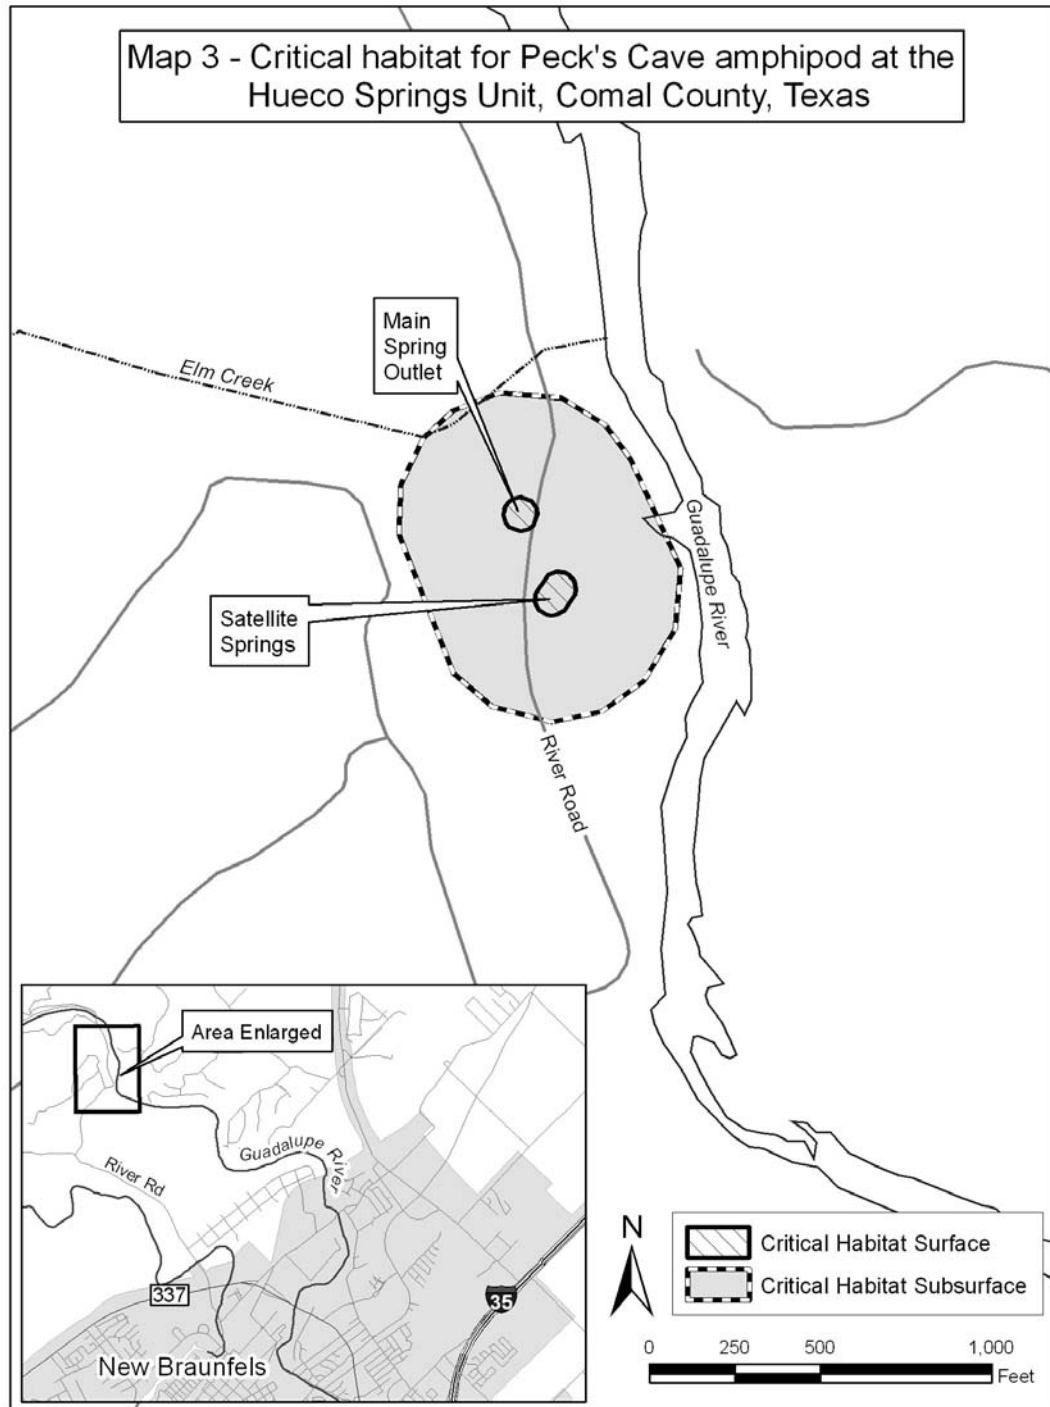 Map 3 - Critical habitat for Peck's Cave amphipod at the
Hueco Springs Unit, Comal County, Texas
Main
Spring
Outlet
Elm Creek
Guadalupe River
Satellite
Springs
River Road
Area Enlarged
Guadalupe River
River Rd
337
35
New Braunfels
N
Critical Habitat Surface
Critical Habitat Subsurface
0 250 500 1,000
Feet